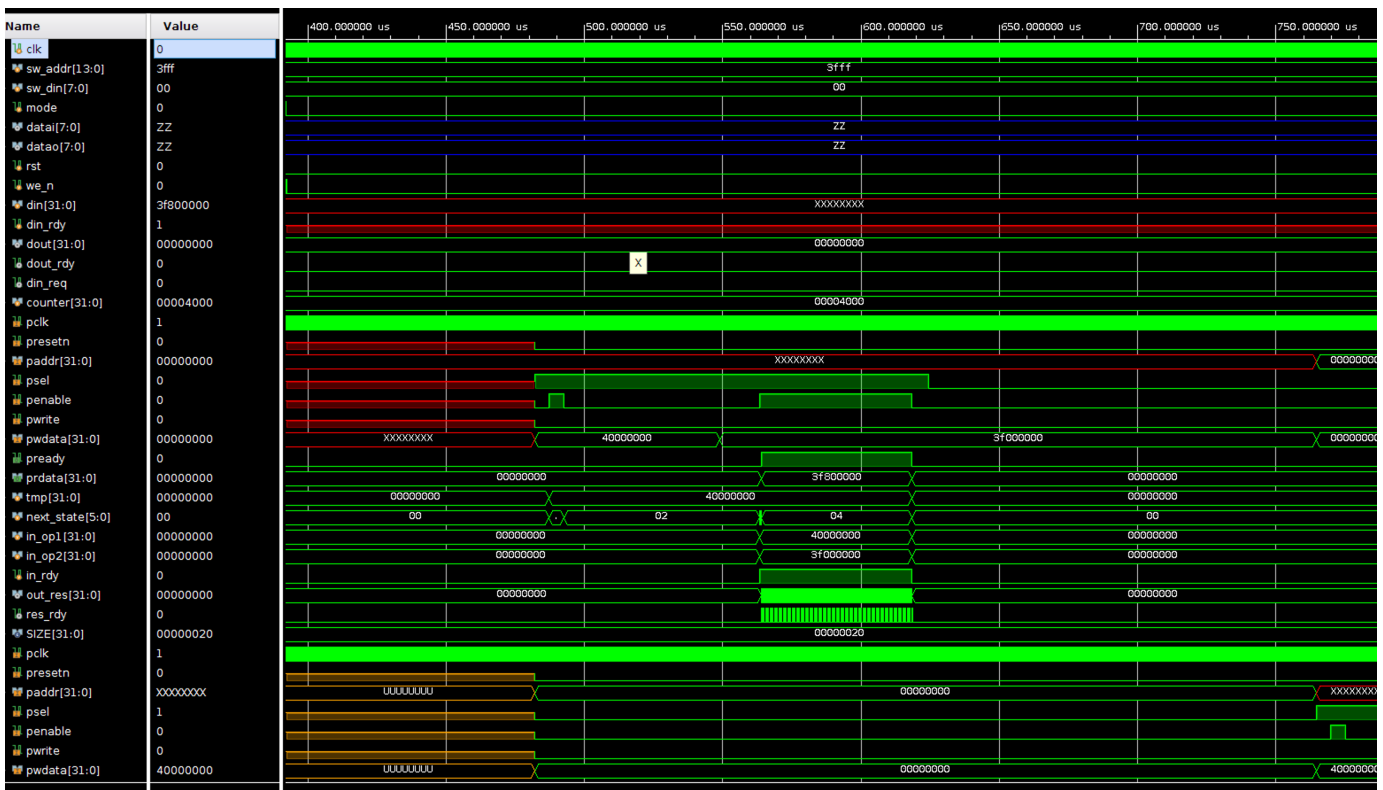 Name Value 400.000000 us 450.000000 us 500.000000 us 550.000000 us 600.000000 us 650.000000 us 700.000000 us 750.000000 us
clk 0
sw_addr[13:0] 3fff 3fff
sw_din[7:0] 00 00
mode 0
datai[7:0] ZZ ZZ
datao[7:0] ZZ ZZ
rst 0
we_n 0
din[31:0] 3f800000 XXXXXXXX
din_rdy 1
dout[31:0] 00000000 00000000
dout_rdy 0 X
din_req 0
counter[31:0] 00004000 00004000
pclk 1
presetn 0
paddr[31:0] 00000000 XXXXXXXX 00000000
psel 0
penable 0
pwrite 0
pwdata[31:0] 00000000 XXXXXXXX 40000000 3f000000 00000000
pready 0
prdata[31:0] 00000000 00000000 3f800000 00000000
tmp[31:0] 00000000 00000000 40000000 00000000
next_state[5:0] 00 00 . 02 04 00
in_op1[31:0] 00000000 00000000 40000000 00000000
in_op2[31:0] 00000000 00000000 3f000000 00000000
in_rdy 0
out_res[31:0] 00000000 00000000 00000000
res_rdy 0
SIZE[31:0] 00000020 00000020
pclk 1
presetn 0
paddr[31:0] XXXXXXXX UUUUUUUU 00000000 XXXXXXXX
psel 1
penable 0
pwrite 0
pwdata[31:0] 40000000 UUUUUUUU 00000000 40000000